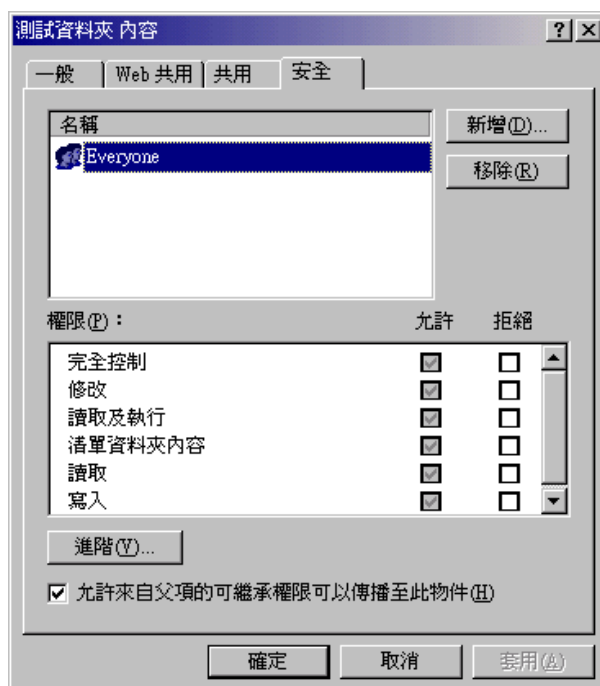 測試資料夾 內容
一般 Web 共用 共用 安全
名稱
新增(D)...
Everyone
移除(R)
權限(P)： 允許 拒絕
完全控制
修改
讀取及執行
清單資料夾內容
讀取
寫入
進階(V)...
允許來自父項的可繼承權限可以傳播至此物件(H)
確定 取消 套用(A)